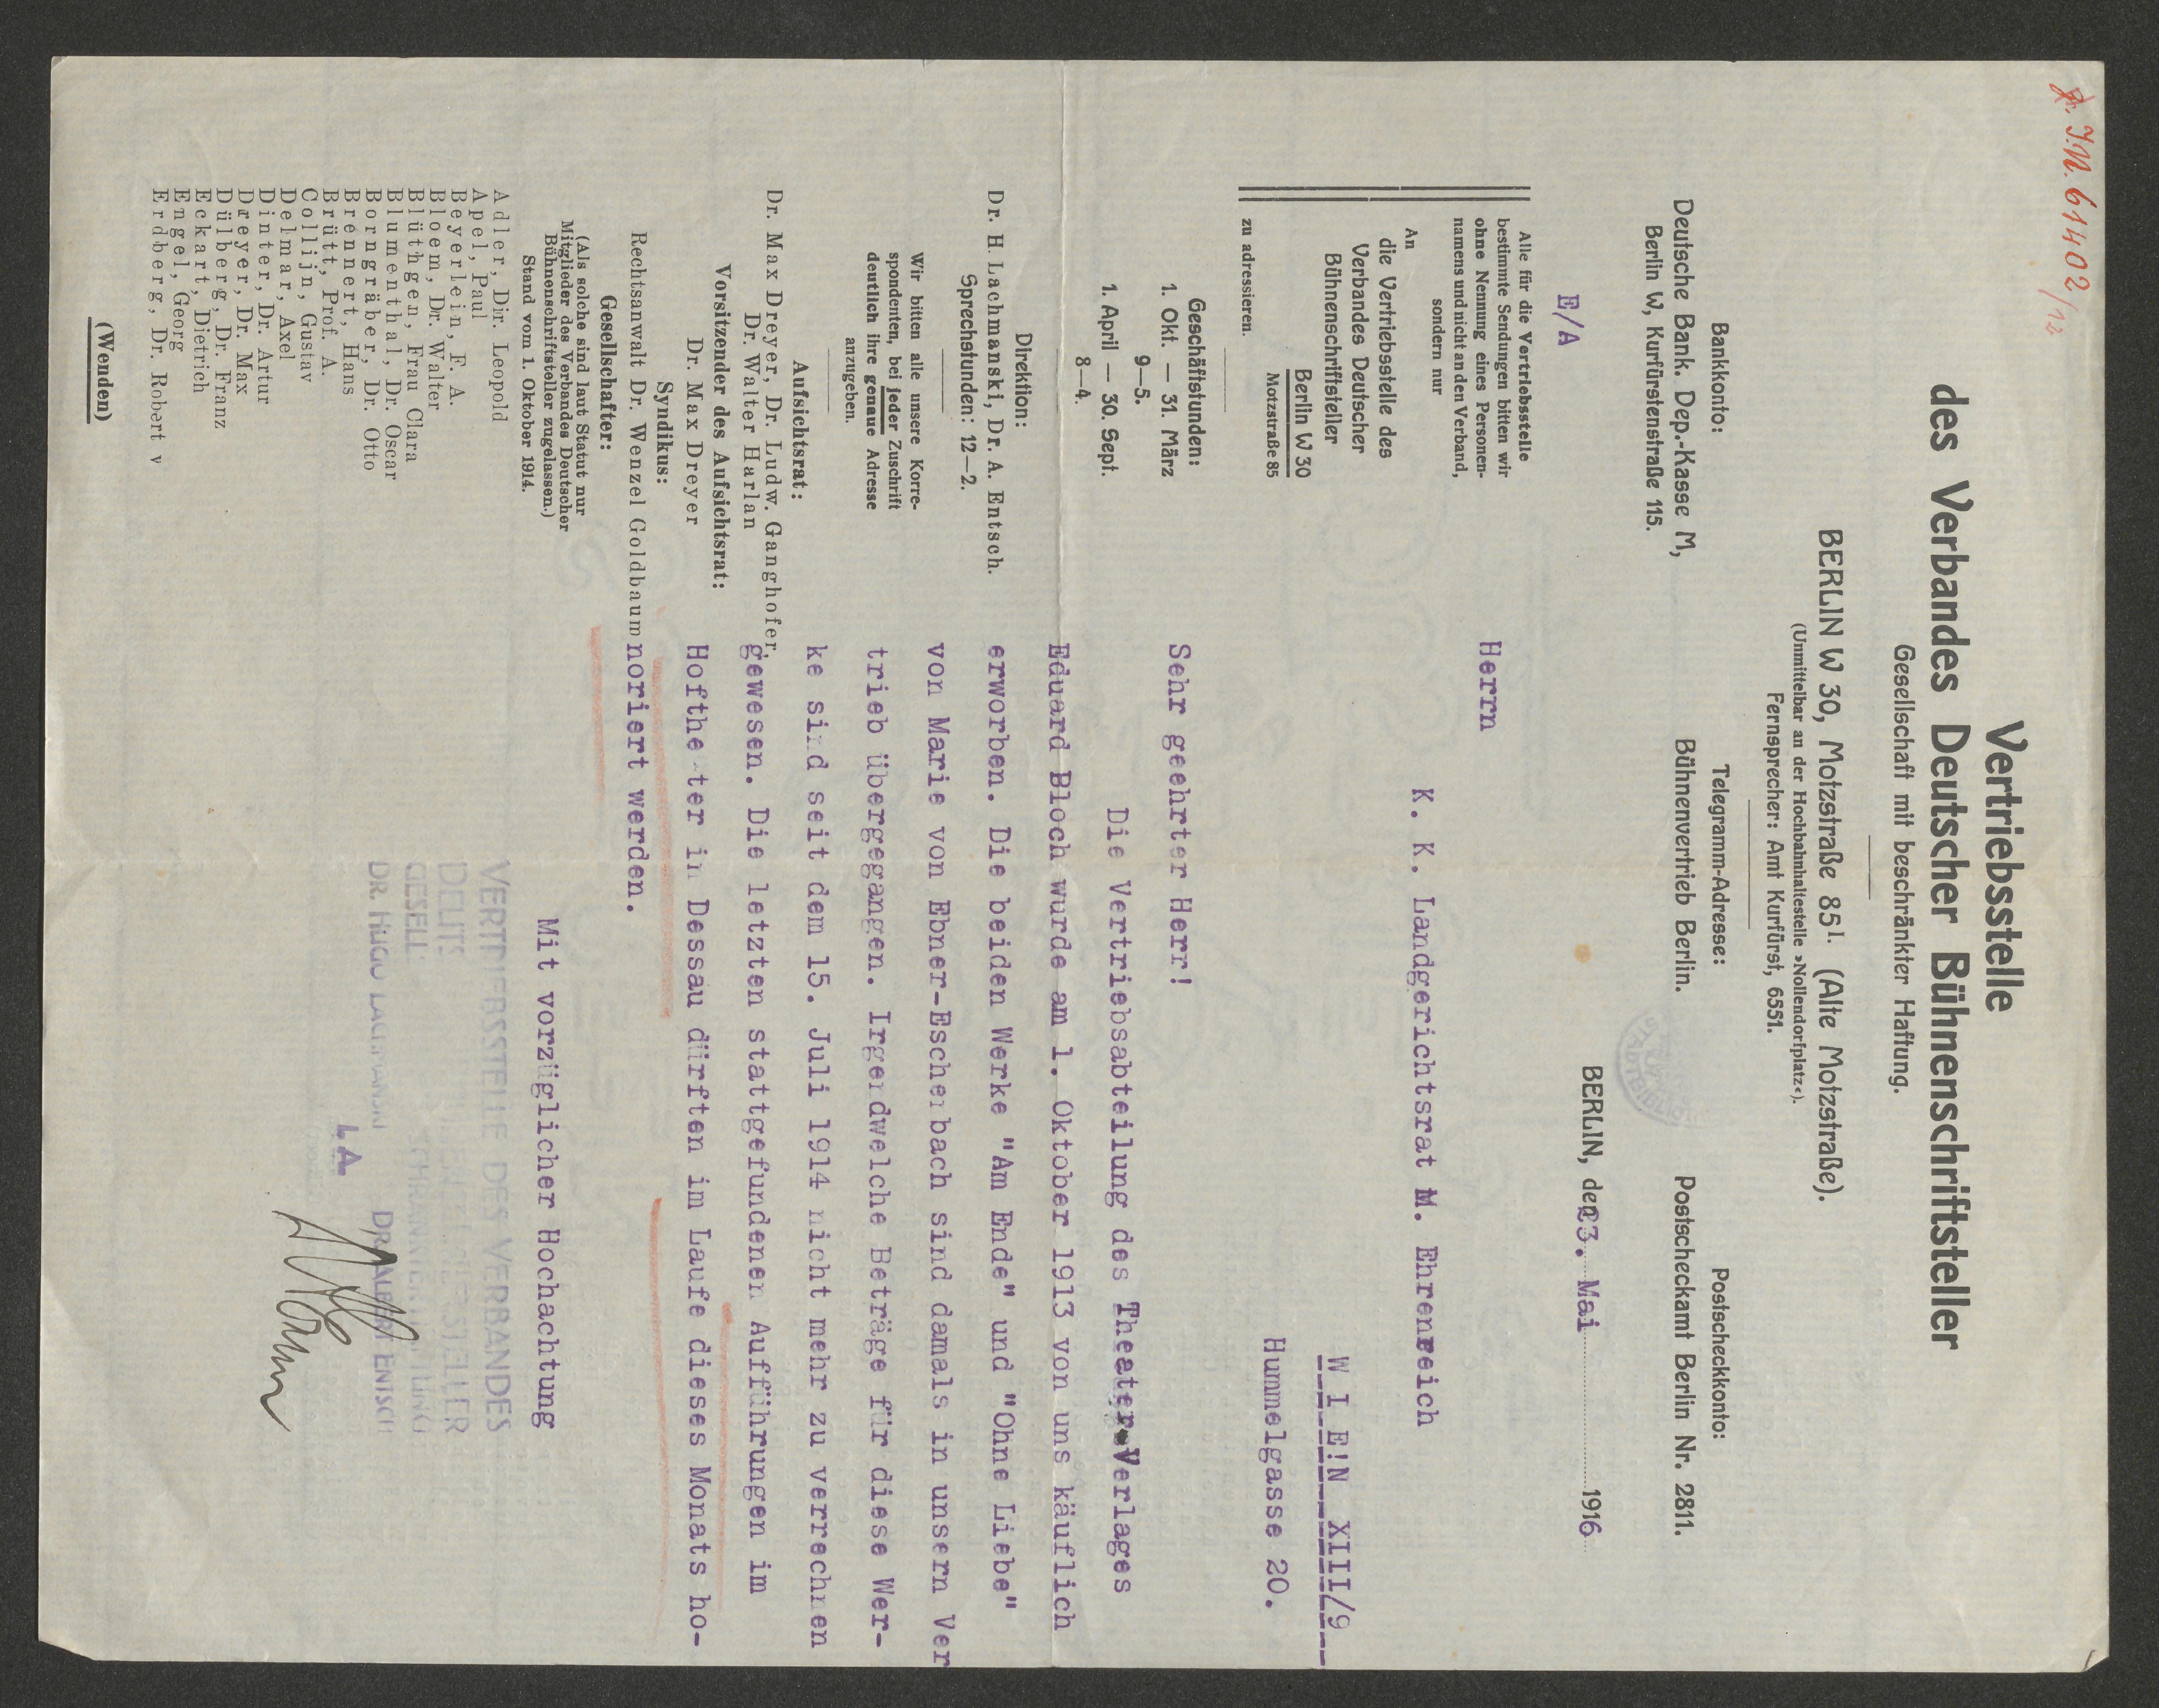 J.N. 61402/12
Vertriebsstelle
des Verbandes Deutscher Bühnenschriftsteller
Gesellschaft mit beschränkter Haftung.
BERLIN W 30, Motzstraße 85 I. (Alte Motzstraße).
(Unmittelbar an der Hochbahnhaltestelle »Nollendorfplatz«).
Fernsprecher: Amt Kurfürst, 6551.
Bankkonto:
Deutsche Bank. Dep.-Kasse M,
Berlin W, Kurfürstenstraße 115.
Telegramm-Adresse:
Bühnenvertrieb Berlin.
Postscheckkonto:
Postscheckamt Berlin Nr. 2811.
E/A
BERLIN, den 23. Mai 1916
Alle für die Vertriebsstelle
bestimmte Sendungen bitten wir
ohne Nennung eines Personen-
namens und nicht an den Verband,
sondern nur
An
die Vertriebsstelle des
Verbandes Deutscher
Bühnenschriftsteller
Berlin W 30
Motzstraße 85
zu adressieren.
Geschäftstunden:
1. Okt. — 31. März
9—5.
1. April — 30. Sept.
8—4.
Direktion:
Dr. H. Lachmanski, Dr. A. Entsch.
Sprechstunden: 12—2.
Wir bitten alle unsere Korre-
spondenten, bei jeder Zuschrift
deutlich ihre genaue Adresse
anzugeben.
Aufsichtsrat:
Dr. Max Dreyer, Dr. Ludw. Ganghofer,
Dr. Walter Harlan
Vorsitzender des Aufsichtsrat:
Dr. Max Dreyer
Syndikus:
Rechtsanwalt Dr. Wenzel Goldbaum
Gesellschafter:
(Als solche sind laut Statut nur
Mitglieder des Verbandes Deutscher
Bühnenschriftsteller zugelassen.)
Stand vom 1. Oktober 1914.
Adler, Dir. Leopold
Apel, Paul
Beyerlein, F. A.
Bloem, Dr. Walter
Blüthgen, Frau Clara
Blumenthal, Dr. Oscar
Borngräber, Dr. Otto
Brennert, Hans
Brütt, Prof. A.
Collijn, Gustav
Delmar, Axel
Dinter, Dr. Artur
Dreyer, Dr. Max
Dülberg, Dr. Franz
Eckart, Dietrich
Engel, Georg
Erdberg, Dr. Robert v
(Wenden)
Herrn
K. K. Landgerichtsrat M. Ehrenreich
W I E N XIII/9
Hummelgasse 20.
Sehr geehrter Herr!
Die Vertriebsabteilung des Theater-Verlages
Eduard Bloch wurde am 1. Oktober 1913 von uns käuflich
erworben. Die beiden Werke "Am Ende" und "Ohne Liebe"
von Marie von Ebner-Eschenbach sind damals in unsern Ver
trieb übergegangen. Irgendwelche Beträge für diese Wer-
ke sind seit dem 15. Juli 1914 nicht mehr zu verrechnen
gewesen. Die letzten stattgefundenen Aufführungen im
Hoftheater in Dessau dürften im Laufe dieses Monats ho-
noriert werden.
Mit vorzüglicher Hochachtung
VERTRIEBSSTELLE DES VERBANDES
DR. HUGO LACHMANSKI DR. ALBERT ENTSCH
I. A.